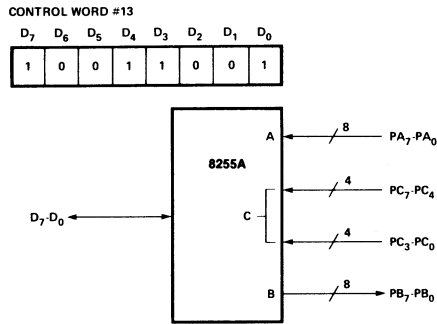 CONTROL WORD #13
D7 D6 D5 D4 D3 D2 D1 D0
1 0 0 1 1 0 0 1
8255A
A
8
PA7-PA0
4
PC7-PC4
D7-D0
C
4
PC3-PC0
B
8
PB7-PB0